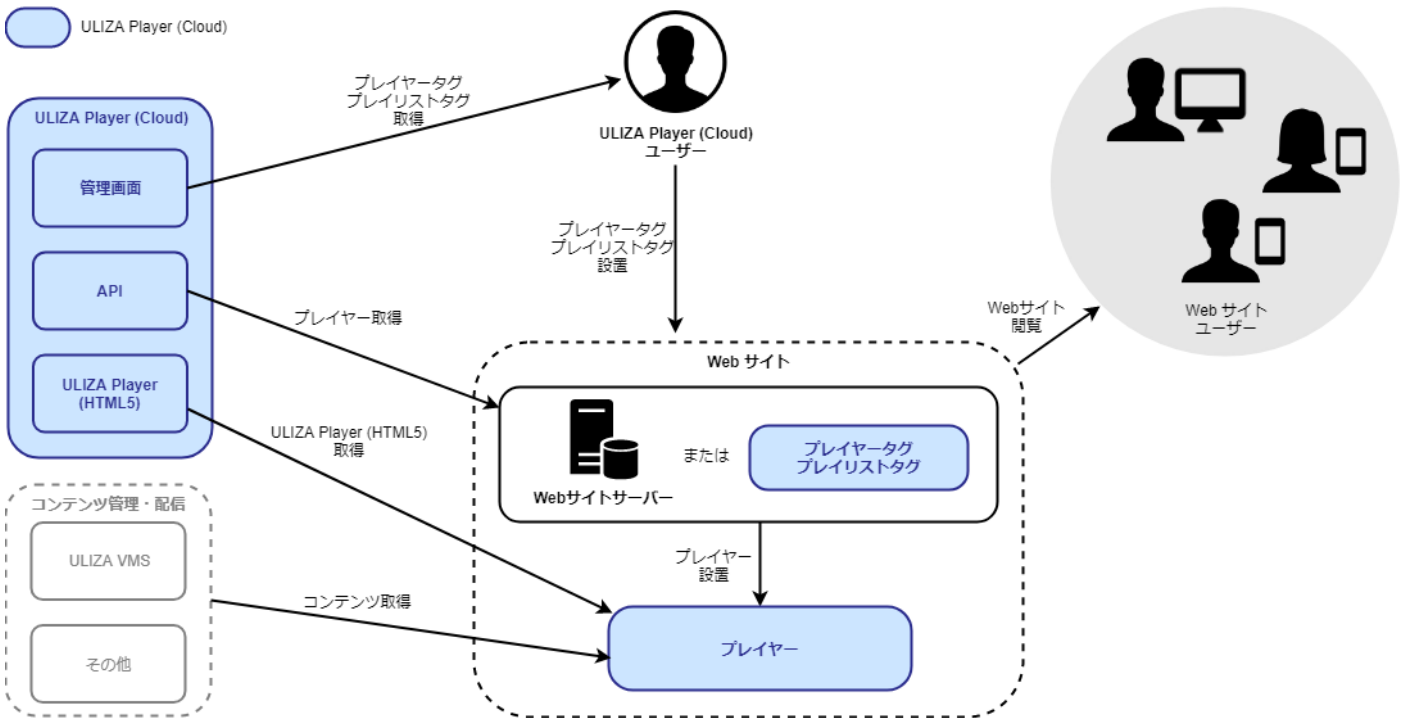 ULIZA Player (Cloud)
ULIZA Player (Cloud)
管理画面
API
ULIZA Player
(HTML5)
コンテンツ管理・配信
ULIZA VMS
その他
プレイヤータグ
プレイリストタグ
取得
ULIZA Player (Cloud)
ユーザー
プレイヤータグ
プレイリストタグ
設置
プレイヤー取得
ULIZA Player (HTML5)
取得
コンテンツ取得
Web サイト
Webサイトサーバー
または
プレイヤータグ
プレイリストタグ
プレイヤー
設置
プレイヤー
Webサイト
閲覧
Web サイト
ユーザー